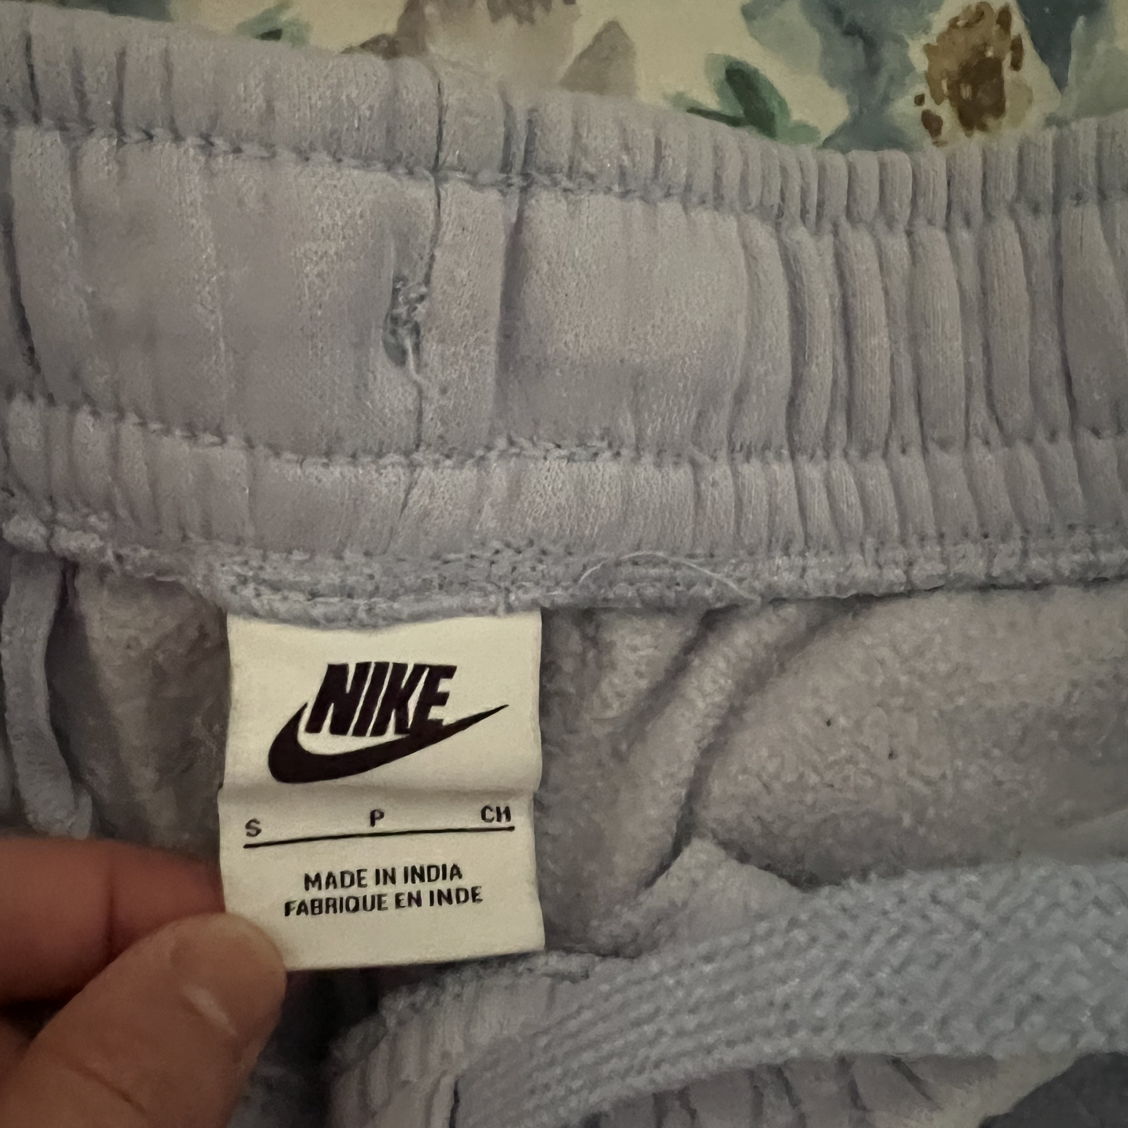 NIKE
S P CH
MADE IN INDIA
FABRIQUE EN INDE